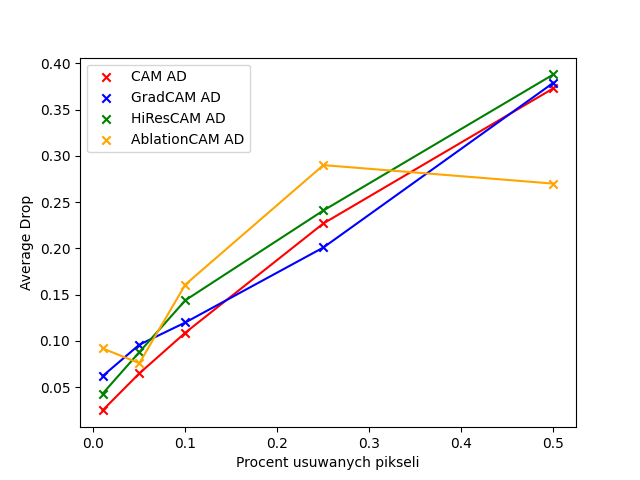 CAM AD
GradCAM AD
HiResCAM AD
AblationCAM AD
0.40
0.35
0.30
0.25
0.20
0.15
0.10
0.05
Average Drop
0.0 0.1 0.2 0.3 0.4 0.5
Procent usuwanych pikseli